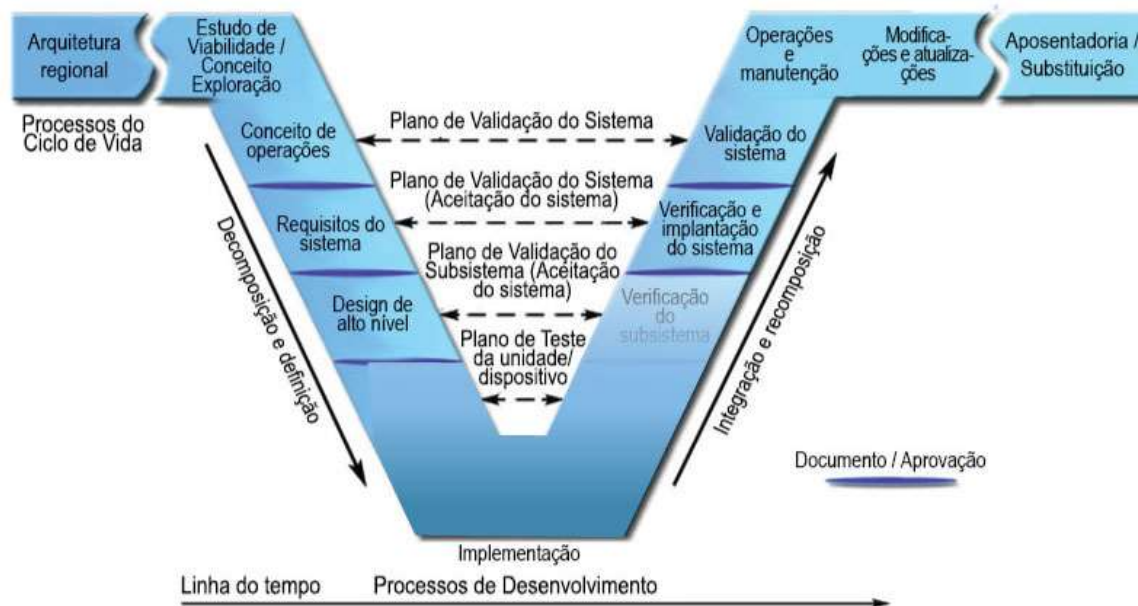 Arquitetura
regional
Estudo de
Viabilidade /
Conceito
Exploração
Operações
e
manutenção
Modifica-
ções e atualiza-
ções
Aposentadoria /
Substituição
Processos do
Ciclo de Vida
Conceito de
operações
Plano de Validação do Sistema
Validação do
sistema
Requisitos do
sistema
Plano de Validação do Sistema
(Aceitação do sistema)
Verificação e
implantação
do sistema
Design de
alto nível
Plano de Validação do
Subsistema (Aceitação
do sistema)
Verificação
do
subsistema
Plano de Teste
da unidade/
dispositivo
Decomposição e definição
Integração e recomposição
Documento / Aprovação
Implementação
Linha do tempo
Processos de Desenvolvimento